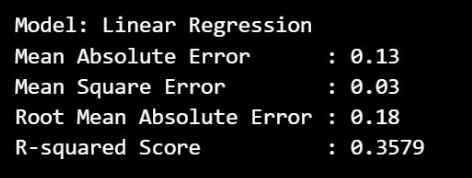 Model: Linear Regression
Mean Absolute Error : 0.13
Mean Square Error : 0.03
Root Mean Absolute Error : 0.18
R-squared Score : 0.3579